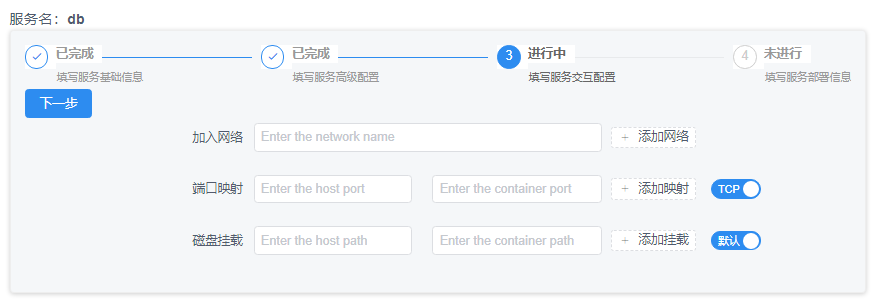 服务名：db
已完成 已完成 3 进行中 4 未进行
填写服务基础信息 填写服务高级配置 填写服务交互配置 填写服务部署信息
下一步
加入网络 Enter the network name + 添加网络
端口映射 Enter the host port Enter the container port + 添加映射 TCP
磁盘挂载 Enter the host path Enter the container path + 添加挂载 默认